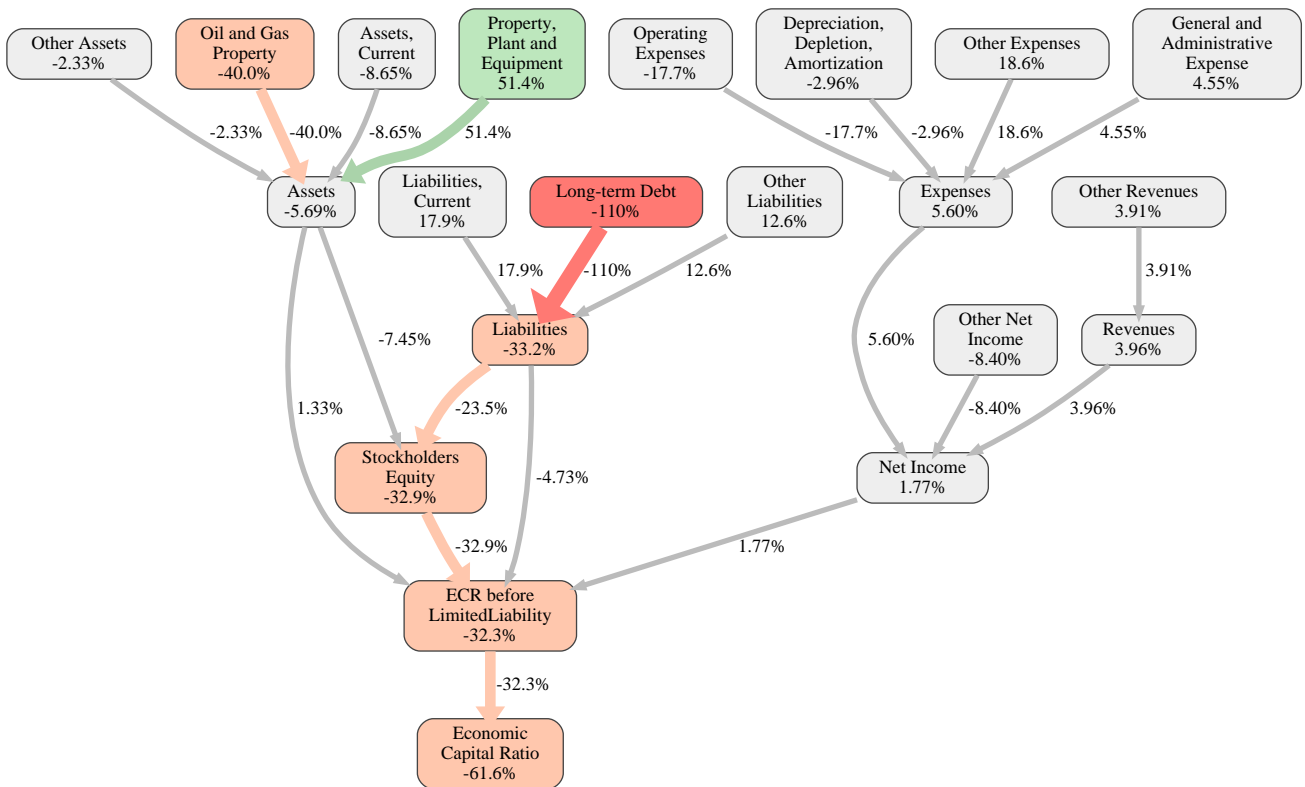 Other Assets
-2.33%
Oil and Gas
Property
-40.0%
Assets,
Current
-8.65%
Property,
Plant and
Equipment
51.4%
Operating
Expenses
-17.7%
Depreciation,
Depletion,
Amortization
-2.96%
Other Expenses
18.6%
General and
Administrative
Expense
4.55%
-2.33%
-40.0%
-8.65%
51.4%
-17.7%
-2.96%
18.6%
4.55%
Assets
-5.69%
Liabilities,
Current
17.9%
Long-term Debt
-110%
Other
Liabilities
12.6%
Expenses
5.60%
Other Revenues
3.91%
17.9%
-110%
12.6%
3.91%
-7.45%
Liabilities
-33.2%
5.60%
Other Net
Income
-8.40%
Revenues
3.96%
1.33%
-23.5%
-8.40%
3.96%
Stockholders
Equity
-32.9%
-4.73%
Net Income
1.77%
-32.9%
1.77%
ECR before
LimitedLiability
-32.3%
-32.3%
Economic
Capital Ratio
-61.6%